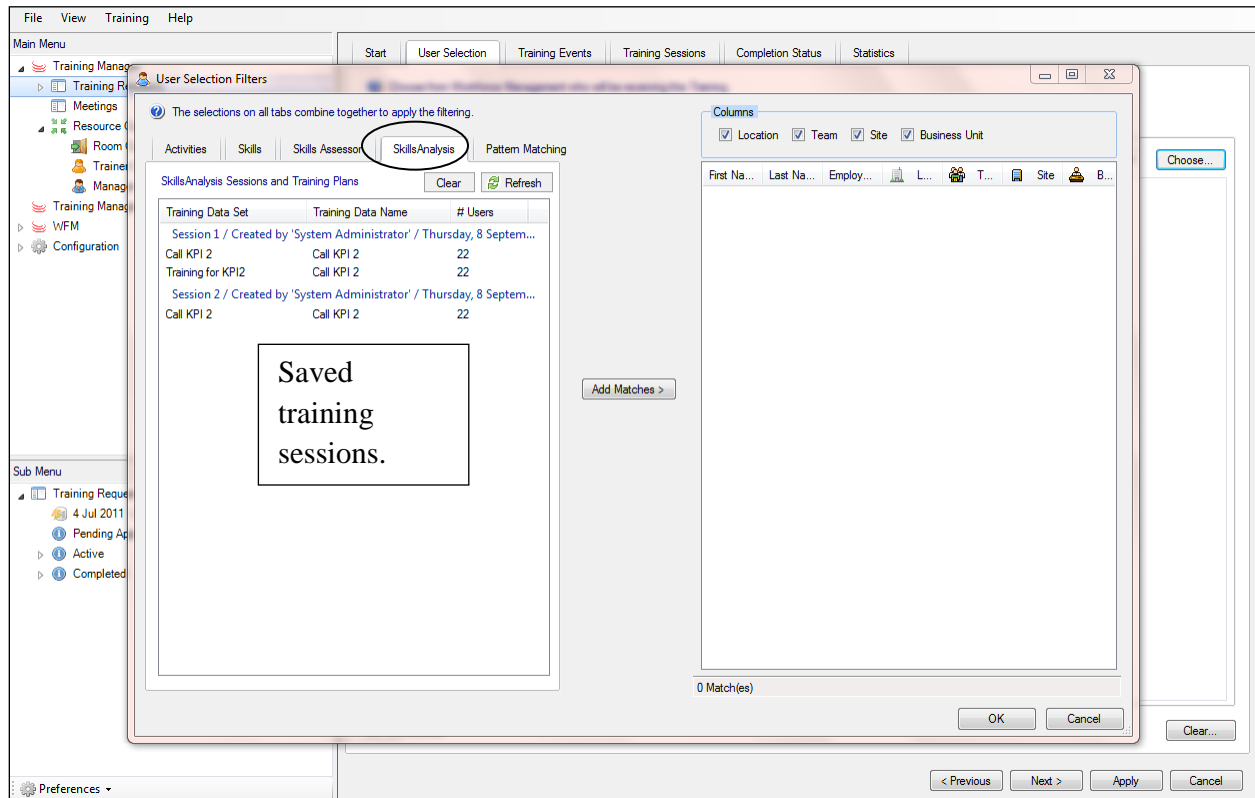 File View Training Help
Main Menu
Training Manag
Training Re
Meetings
Resource
Room
Trainer
Manag
Training Manag
WFM
Configuration
Start User Selection Training Events Training Sessions Completion Status Statistics
Choose...
User Selection Filters
The selections on all tabs combine together to apply the filtering.
Activities Skills Skills Assessor SkillsAnalysis Pattern Matching
SkillsAnalysis Sessions and Training Plans Clear Refresh
Training Data Set Training Data Name # Users
Session 1 / Created by 'System Administrator' / Thursday, 8 Septem...
Call KPI 2 Call KPI 2 22
Training for KPI2 Call KPI 2 22
Session 2 / Created by 'System Administrator' / Thursday, 8 Septem...
Call KPI 2 Call KPI 2 22
Saved
training
sessions.
Add Matches >
Columns
Location Team Site Business Unit
First Na... Last Na... Employ... L... T... Site B...
0 Match(es)
OK Cancel
Clear...
Sub Menu
Training Reque
4 Jul 2011
Pending Ap
Active
Completed
Preferences
< Previous Next > Apply Cancel